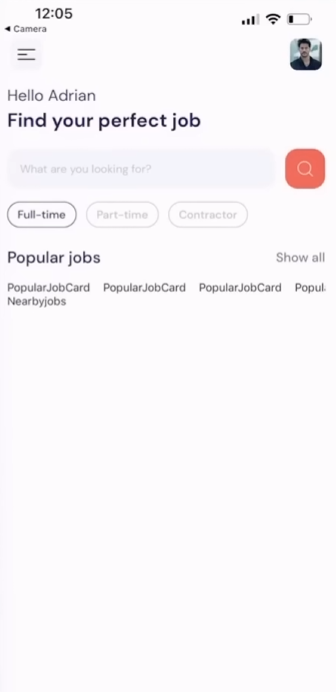 12:05
◄ Camera
Hello Adrian
Find your perfect job
What are you looking for?
Full-time Part-time Contractor
Popular jobs Show all
PopularJobCard PopularJobCard PopularJobCard Popul
Nearbyjobs